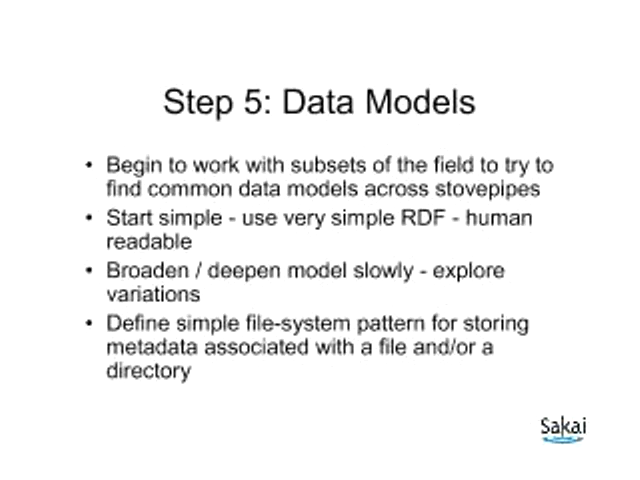 Step 5: Data Models
• Begin to work with subsets of the field to try to
find common data models across stovepipes
• Start simple - use very simple RDF - human
readable
• Broaden / deepen model slowly - explore
variations
• Define simple file-system pattern for storing
metadata associated with a file and/or a
directory
Sakai